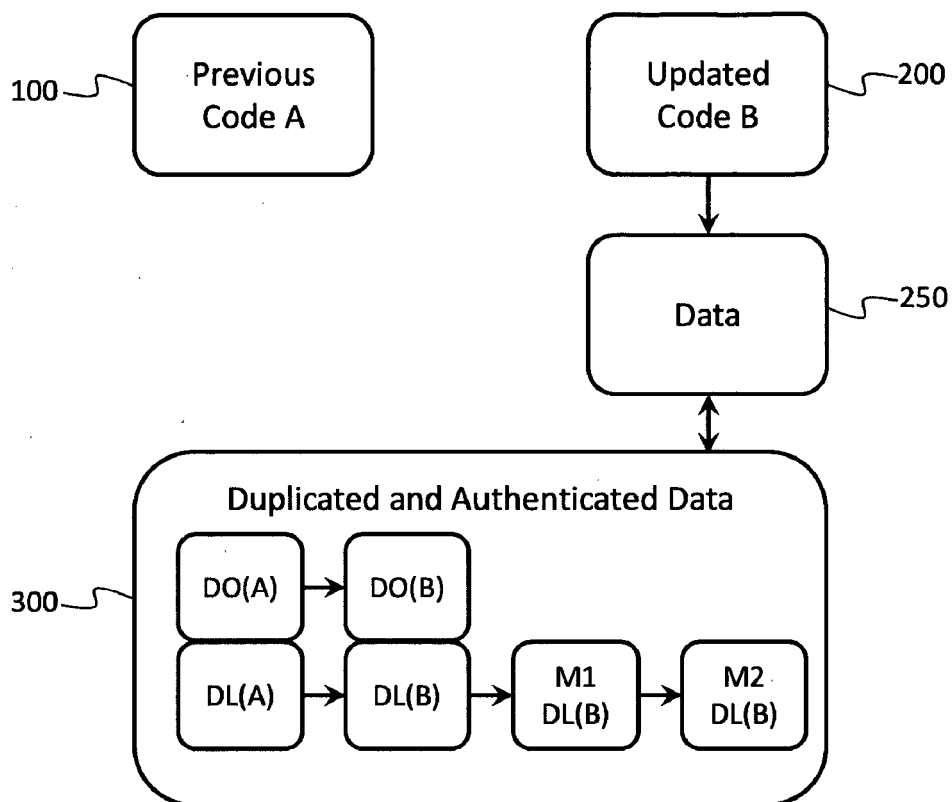 100
Previous
Code A
Updated
Code B
200
Data
250
Duplicated and Authenticated Data
300
DO(A)
DO(B)
DL(A)
DL(B)
M1
DL(B)
M2
DL(B)